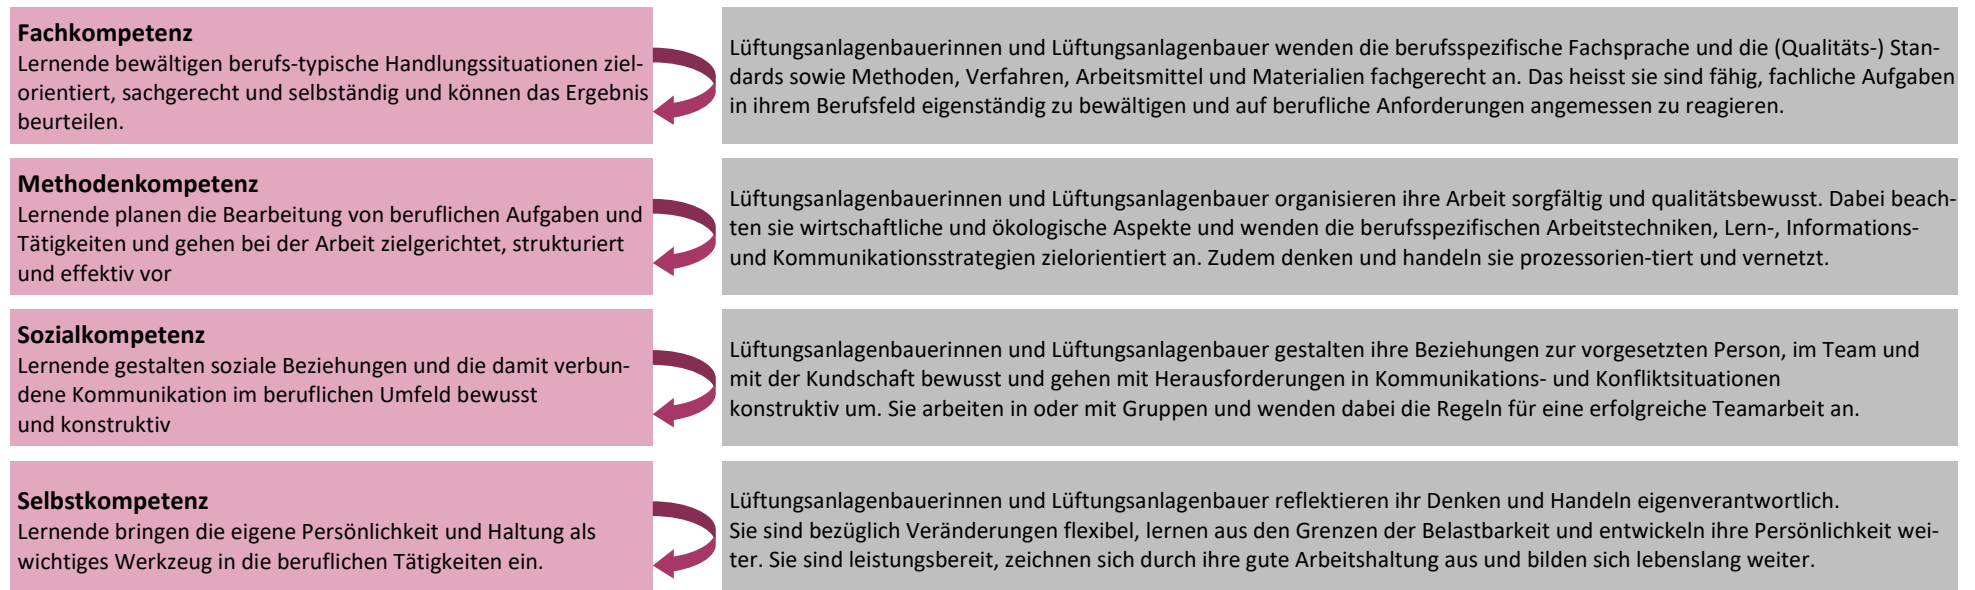 Fachkompetenz
Lernende bewältigen berufs-typische Handlungssituationen ziel-
orientiert, sachgerecht und selbständig und können das Ergebnis
beurteilen.
Lüftungsanlagenbauerinnen und Lüftungsanlagenbauer wenden die berufsspezifische Fachsprache und die (Qualitäts-) Stan-
dards sowie Methoden, Verfahren, Arbeitsmittel und Materialien fachgerecht an. Das heisst sie sind fähig, fachliche Aufgaben
in ihrem Berufsfeld eigenständig zu bewältigen und auf berufliche Anforderungen angemessen zu reagieren.
Methodenkompetenz
Lernende planen die Bearbeitung von beruflichen Aufgaben und
Tätigkeiten und gehen bei der Arbeit zielgerichtet, strukturiert
und effektiv vor
Lüftungsanlagenbauerinnen und Lüftungsanlagenbauer organisieren ihre Arbeit sorgfältig und qualitätsbewusst. Dabei beach-
ten sie wirtschaftliche und ökologische Aspekte und wenden die berufsspezifischen Arbeitstechniken, Lern-, Informations-
und Kommunikationsstrategien zielorientiert an. Zudem denken und handeln sie prozessorien-tiert und vernetzt.
Sozialkompetenz
Lernende gestalten soziale Beziehungen und die damit verbun-
dene Kommunikation im beruflichen Umfeld bewusst
und konstruktiv
Lüftungsanlagenbauerinnen und Lüftungsanlagenbauer gestalten ihre Beziehungen zur vorgesetzten Person, im Team und
mit der Kundschaft bewusst und gehen mit Herausforderungen in Kommunikations- und Konfliktsituationen
konstruktiv um. Sie arbeiten in oder mit Gruppen und wenden dabei die Regeln für eine erfolgreiche Teamarbeit an.
Selbstkompetenz
Lernende bringen die eigene Persönlichkeit und Haltung als
wichtiges Werkzeug in die beruflichen Tätigkeiten ein.
Lüftungsanlagenbauerinnen und Lüftungsanlagenbauer reflektieren ihr Denken und Handeln eigenverantwortlich.
Sie sind bezüglich Veränderungen flexibel, lernen aus den Grenzen der Belastbarkeit und entwickeln ihre Persönlichkeit wei-
ter. Sie sind leistungsbereit, zeichnen sich durch ihre gute Arbeitshaltung aus und bilden sich lebenslang weiter.